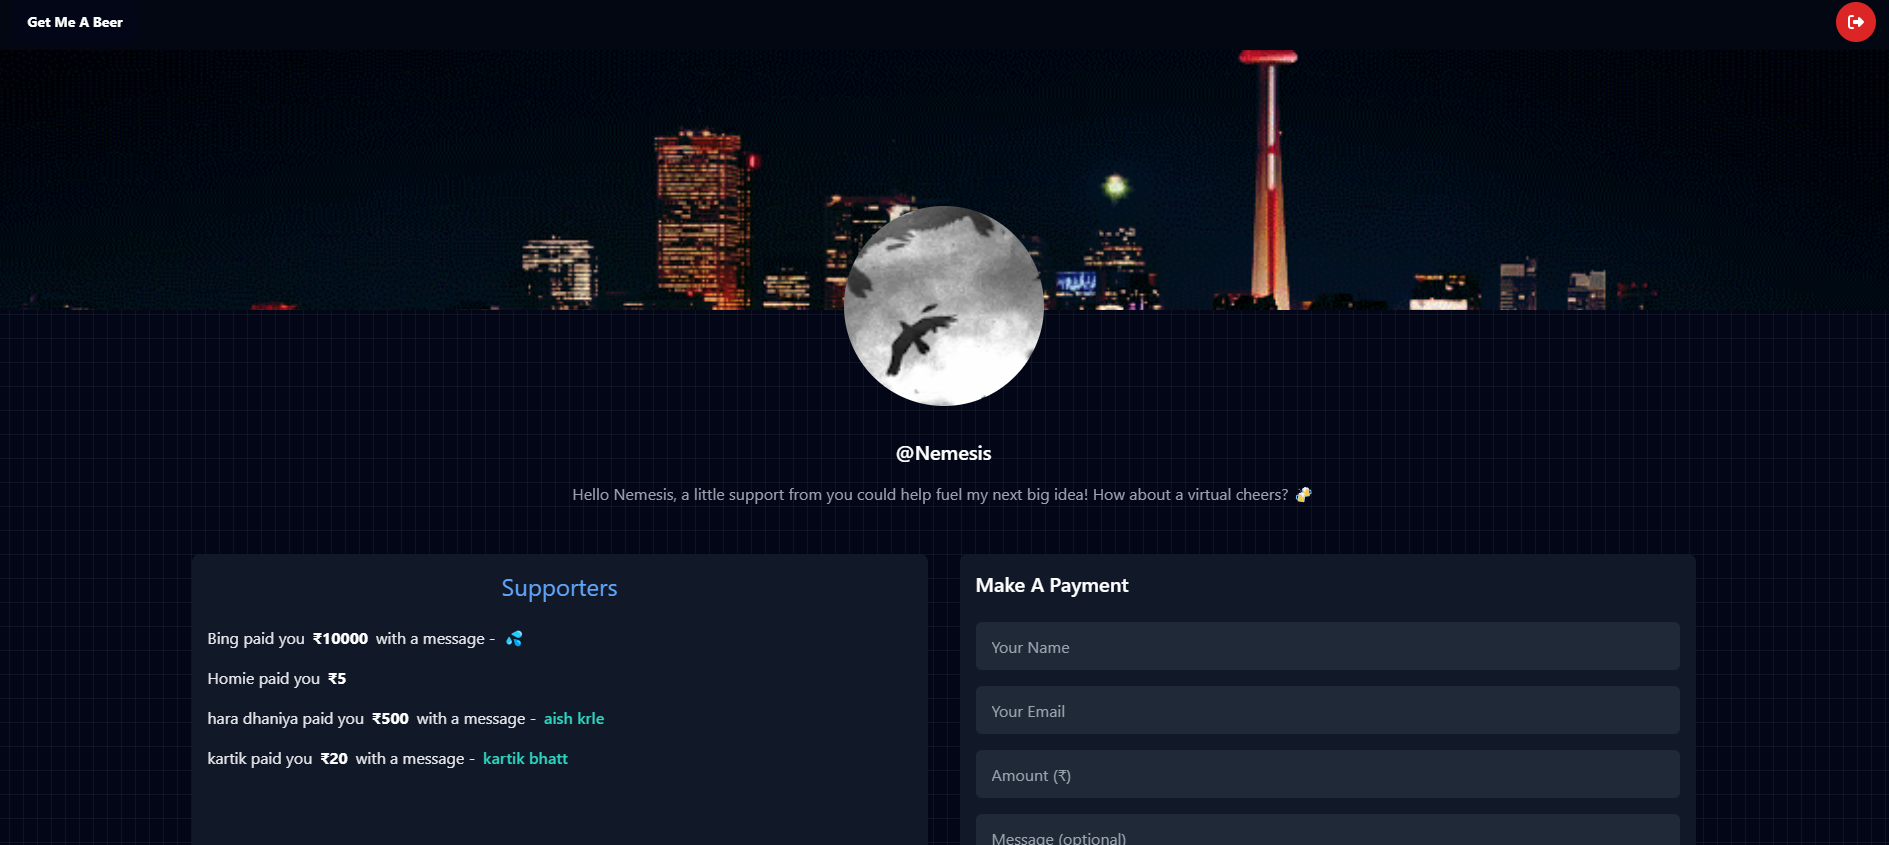 Get Me A Beer
@Nemesis
Hello Nemesis, a little support from you could help fuel my next big idea! How about a virtual cheers? 🍻
Supporters
Bing paid you ₹10000 with a message - 💦
Homie paid you ₹5
hara dhaniya paid you ₹500 with a message - aish krle
kartik paid you ₹20 with a message - kartik bhatt
Make A Payment
Your Name
Your Email
Amount (₹)
Message (optional)